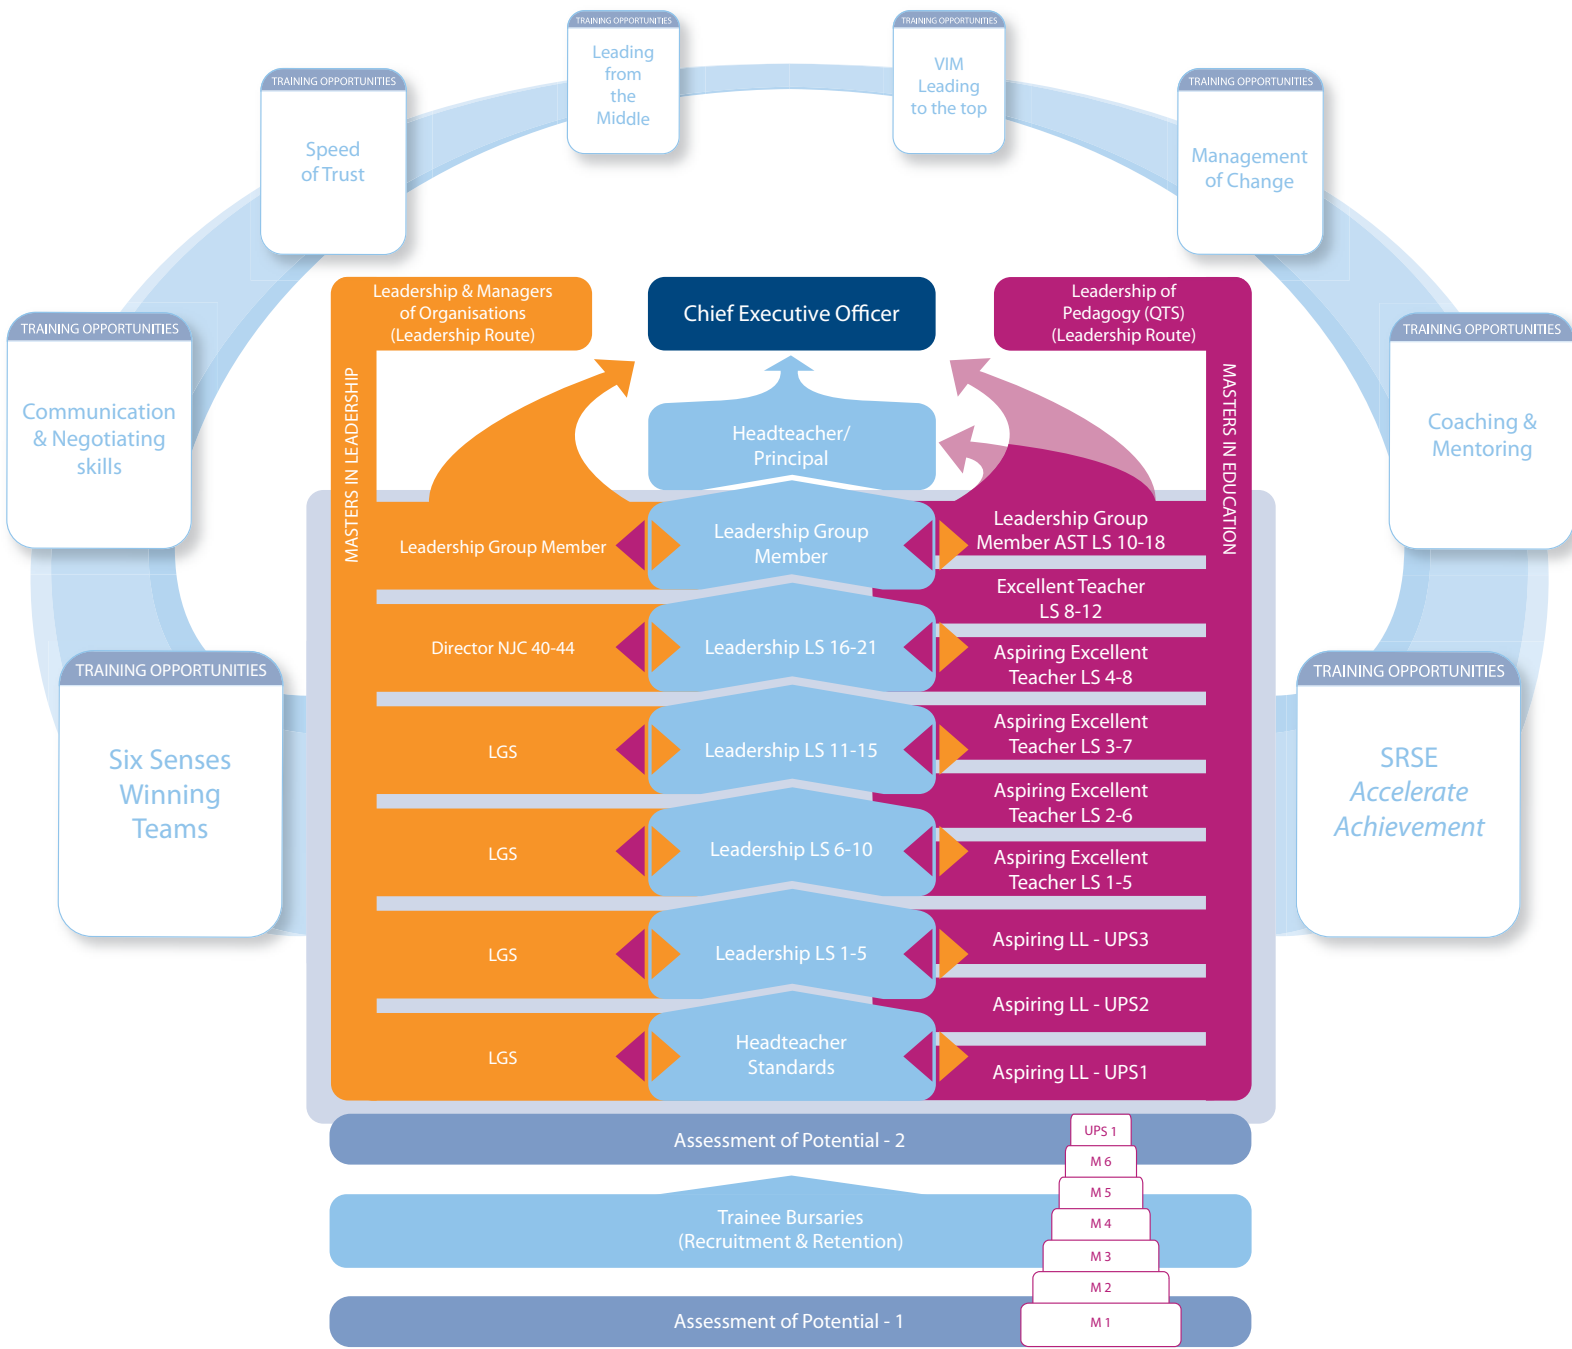 TRAINING OPPORTUNITIES
Leading
from
the
Middle
TRAINING OPPORTUNITIES
VIM
Leading
to the top
TRAINING OPPORTUNITIES
Speed
of Trust
TRAINING OPPORTUNITIES
Management
of Change
TRAINING OPPORTUNITIES
Communication
& Negotiating
skills
TRAINING OPPORTUNITIES
Coaching &
Mentoring
TRAINING OPPORTUNITIES
Six Senses
Winning
Teams
TRAINING OPPORTUNITIES
SRSE
Accelerate
Achievement
Leadership & Managers
of Organisations
(Leadership Route)
Chief Executive Officer
Leadership of
Pedagogy (QTS)
(Leadership Route)
MASTERS IN LEADERSHIP
MASTERS IN EDUCATION
Headteacher/
Principal
Leadership Group Member
Leadership Group
Member
Leadership Group
Member AST LS 10-18
Excellent Teacher
LS 8-12
Director NJC 40-44
Leadership LS 16-21
Aspiring Excellent
Teacher LS 4-8
LGS
Leadership LS 11-15
Aspiring Excellent
Teacher LS 3-7
Aspiring Excellent
Teacher LS 2-6
LGS
Leadership LS 6-10
Aspiring Excellent
Teacher LS 1-5
LGS
Leadership LS 1-5
Aspiring LL - UPS3
Aspiring LL - UPS2
LGS
Headteacher
Standards
Aspiring LL - UPS1
Assessment of Potential - 2
UPS 1
M 6
M 5
Trainee Bursaries
(Recruitment & Retention)
M 4
M 3
M 2
Assessment of Potential - 1
M 1